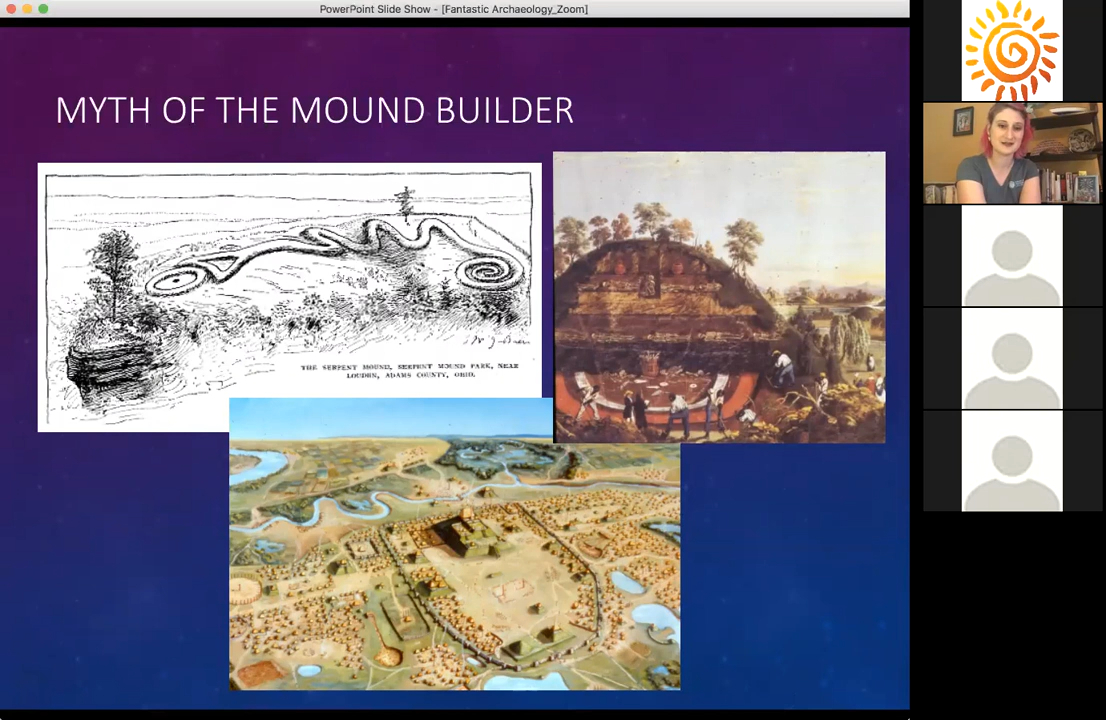 PowerPoint Slide Show - [Fantastic Archaeology_Zoom]
MYTH OF THE MOUND BUILDER
THE SERPENT MOUND, SERPENT MOUND PARK, NEAR
LOUDEN, ADAMS COUNTY, OHIO.